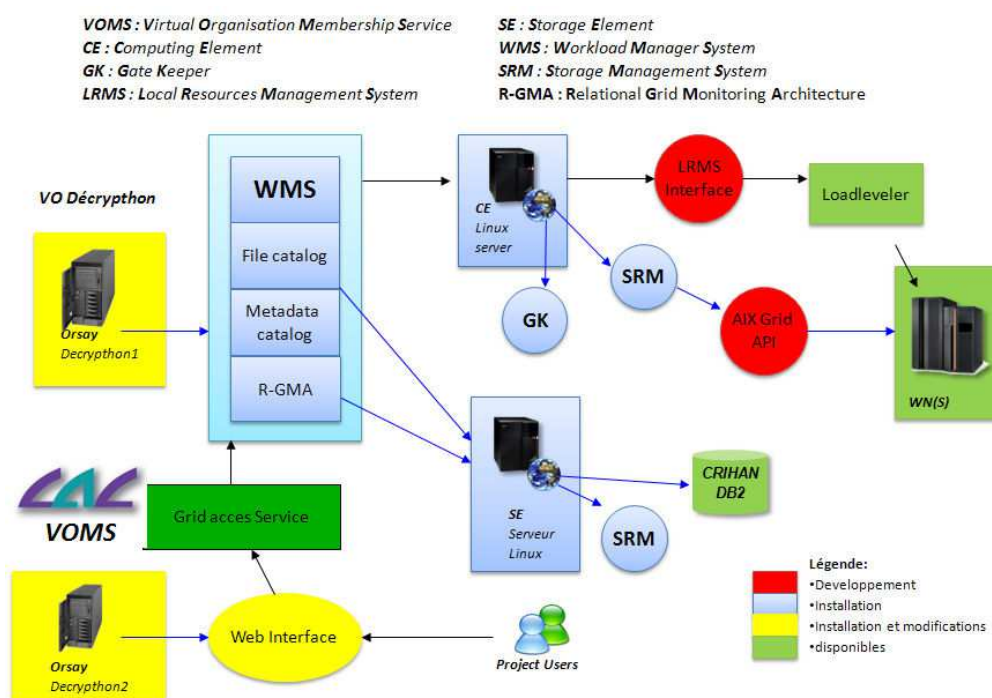 VOMS : Virtual Organisation Membership Service
CE : Computing Element
GK : Gate Keeper
LRMS : Local Resources Management System
SE : Storage Element
WMS : Workload Manager System
SRM : Storage Management System
R-GMA : Relational Grid Monitoring Architecture
VO Décrypthon
Orsay
Decrypthon1
WMS
File catalog
Metadata
catalog
R-GMA
CE
Linux
server
LRMS
Interface
Loadleveler
GK
SRM
AIX Grid
API
WN(S)
SE
Serveur
Linux
SRM
CRIHAN
DB2
CAC
VOMS
Grid acces Service
Orsay
Decrypthon2
Web Interface
Project Users
Légende:
•Developpement
•Installation
•Installation et modifications
•disponibles